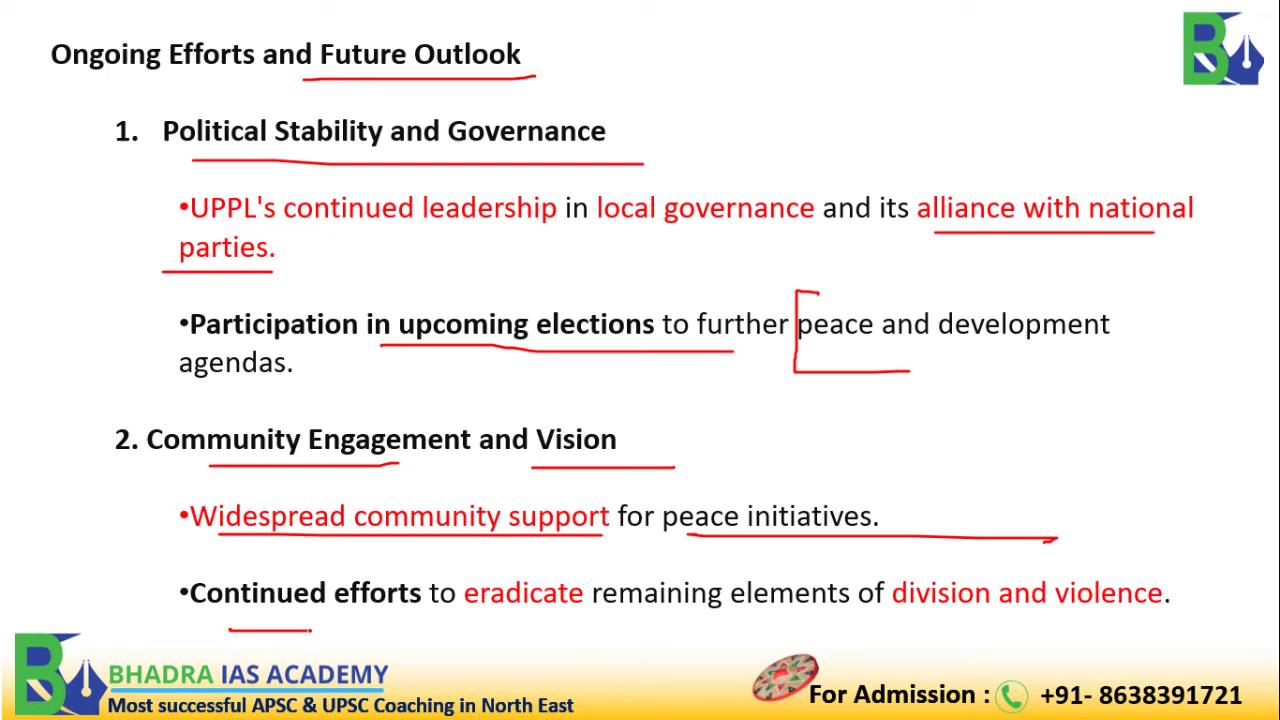 Ongoing Efforts and Future Outlook
1. Political Stability and Governance
•UPPL's continued leadership in local governance and its alliance with national
parties.
•Participation in upcoming elections to further peace and development
agendas.
2. Community Engagement and Vision
•Widespread community support for peace initiatives.
•Continued efforts to eradicate remaining elements of division and violence.
BHADRA IAS ACADEMY
Most successful APSC & UPSC Coaching in North East
For Admission : +91- 8638391721